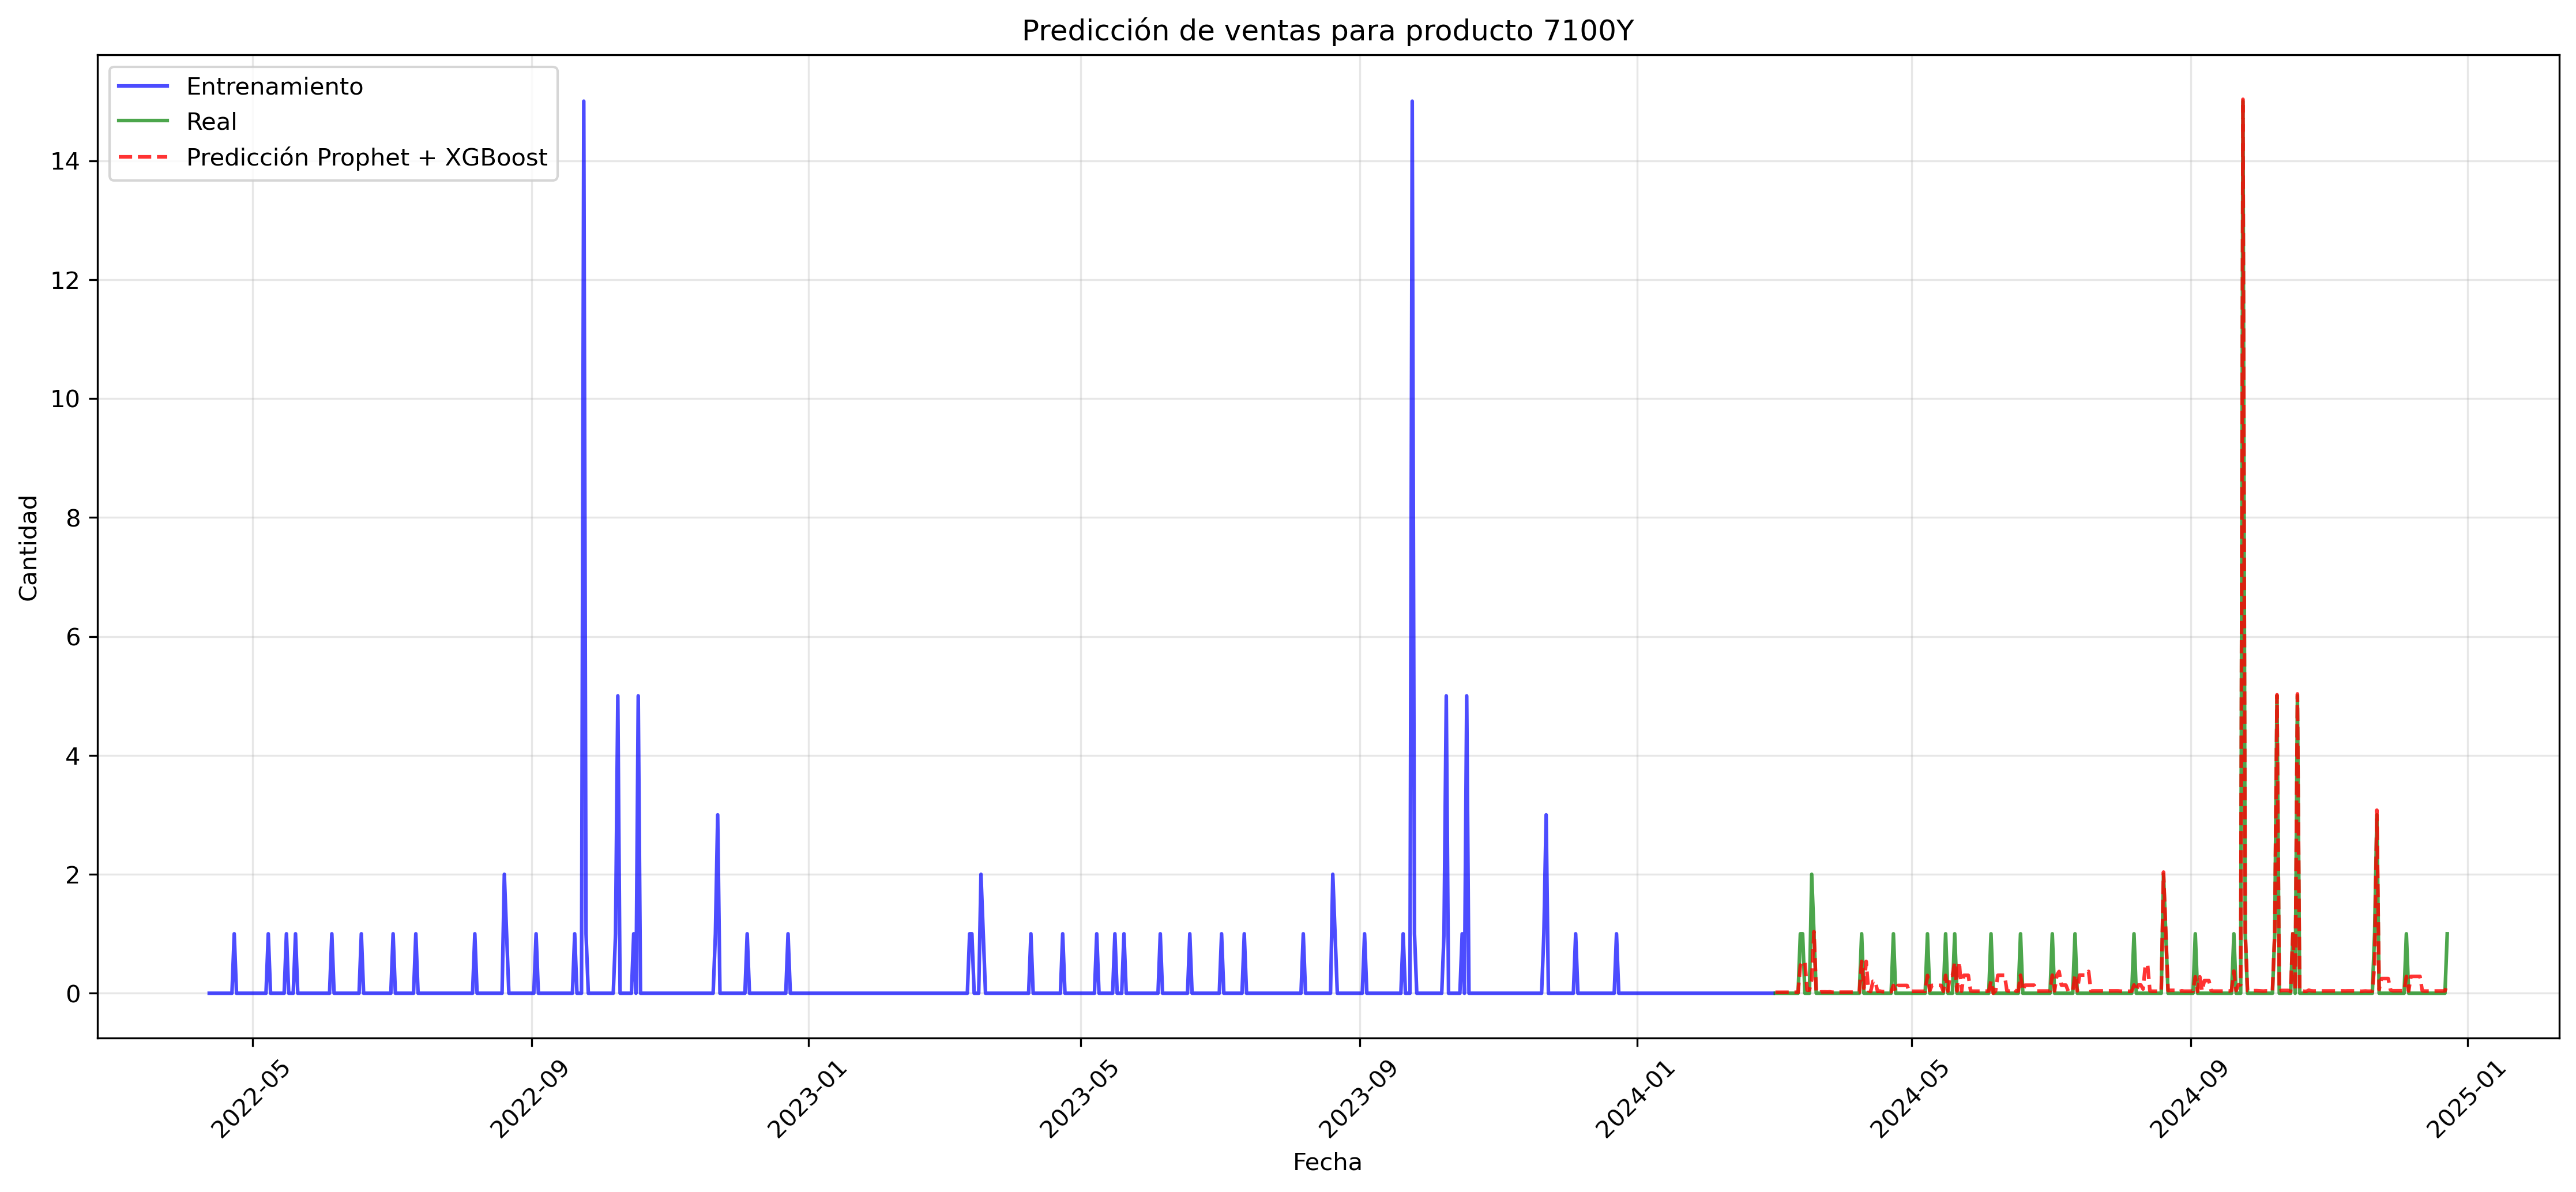 Predicción de ventas para producto 7100Y
Entrenamiento
Real
Predicción Prophet + XGBoost
14
12
10
8
6
4
2
0
Cantidad
2022-05
2022-09
2023-01
2023-05
2023-09
2024-01
2024-05
2024-09
2025-01
Fecha